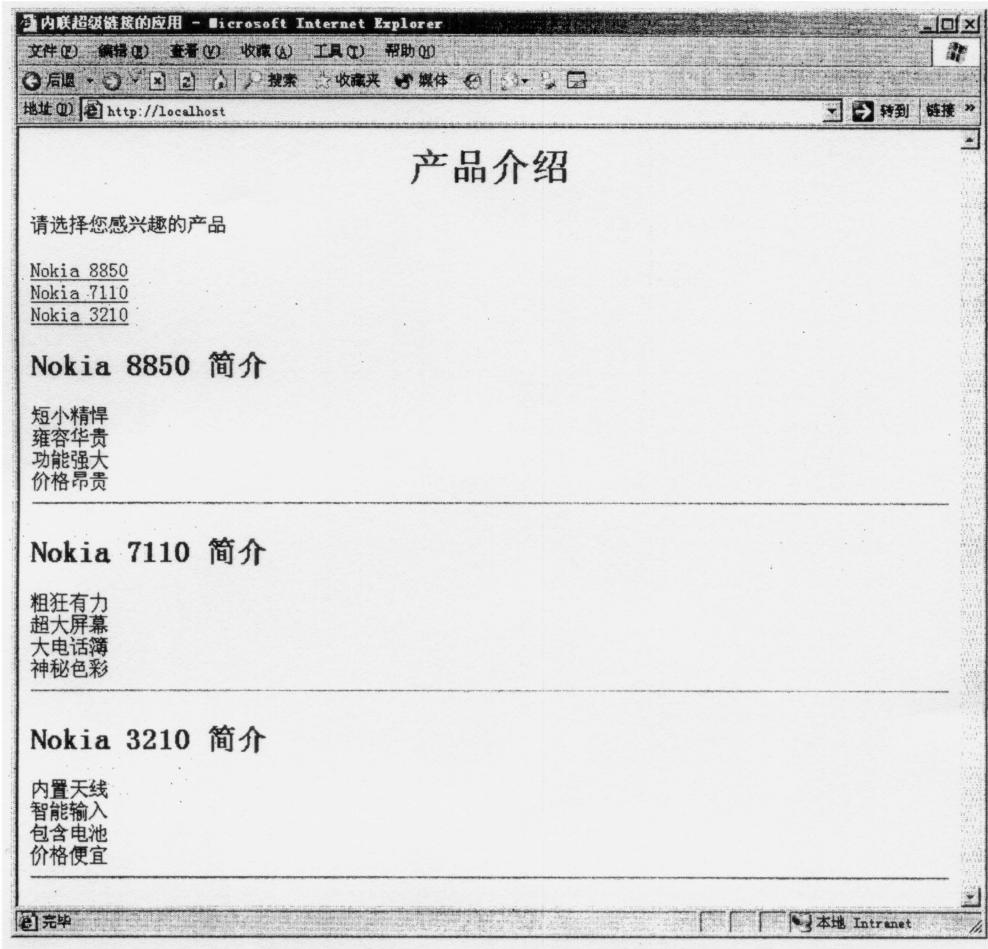 内联超级链接的应用 - Microsoft Internet Explorer
文件(F) 编辑(E) 查看(V) 收藏(A) 工具(T) 帮助(H)
后退 搜索 收藏夹 媒体
地址(D) http://localhost 转到 链接 »
产品介绍
请选择您感兴趣的产品
Nokia 8850
Nokia 7110
Nokia 3210
Nokia 8850 简介
短小精悍
雍容华贵
功能强大
价格昂贵
Nokia 7110 简介
粗狂有力
超大屏幕
大电话簿
神秘色彩
Nokia 3210 简介
内置天线
智能输入
包含电池
价格便宜
完毕 本地 Intranet